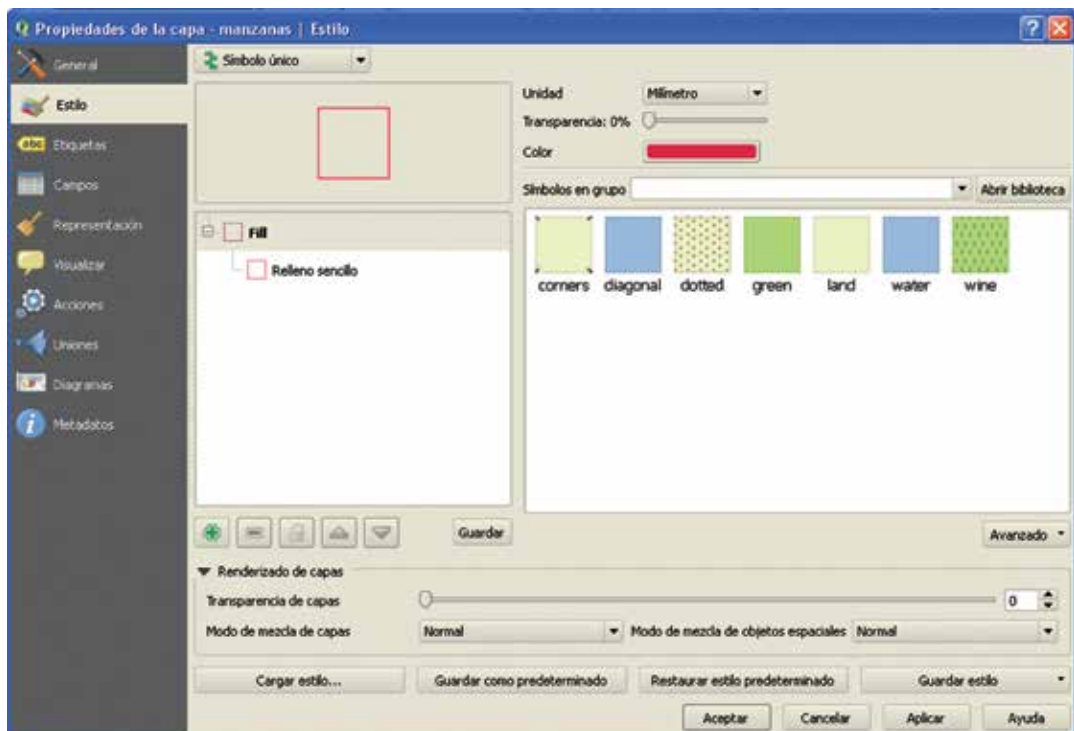 Propiedades de la capa - manzanas | Estilo
General
Estilo
abc Etiquetas
Campos
Representación
Visualizar
Acciones
Uniones
Diagramas
Metadatos
Símbolo único
Unidad Milímetro
Transparencia: 0%
Color
Símbolos en grupo Abrir biblioteca
Fill
Relleno sencillo
corners diagonal dotted green land water wine
Guardar
Avanzado
Renderizado de capas
Transparencia de capas 0
Modo de mezcla de capas Normal Modo de mezcla de objetos espaciales Normal
Cargar estilo... Guardar como predeterminado Restaurar estilo predeterminado Guardar estilo
Aceptar Cancelar Aplicar Ayuda